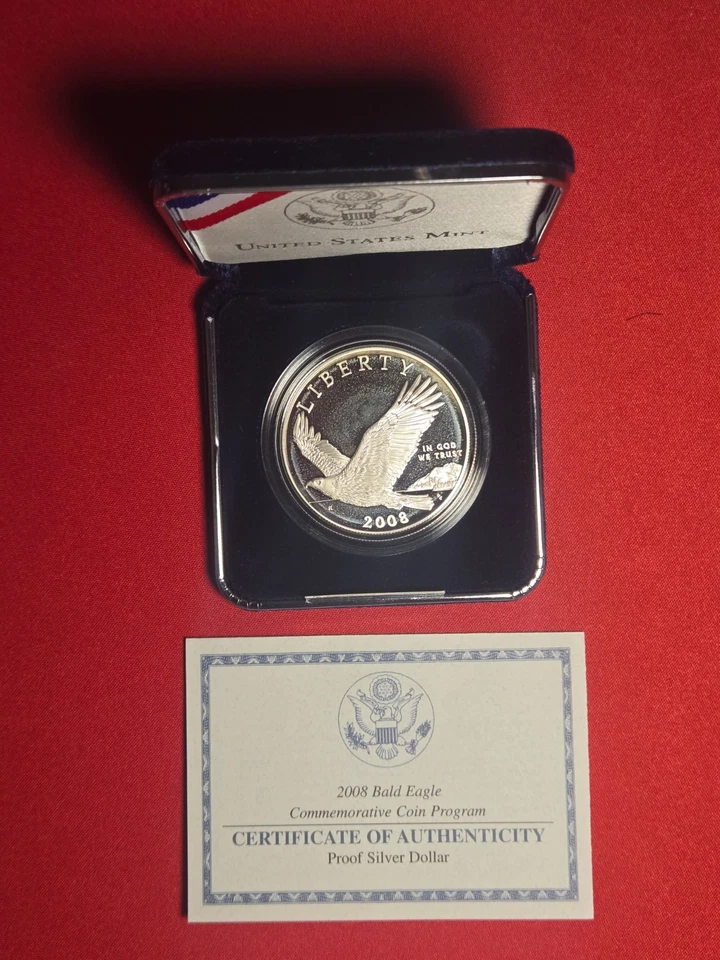 UNITED STATES MINT
LIBERTY
IN GOD
WE TRUST
2008
2008 Bald Eagle
Commemorative Coin Program
CERTIFICATE OF AUTHENTICITY
Proof Silver Dollar